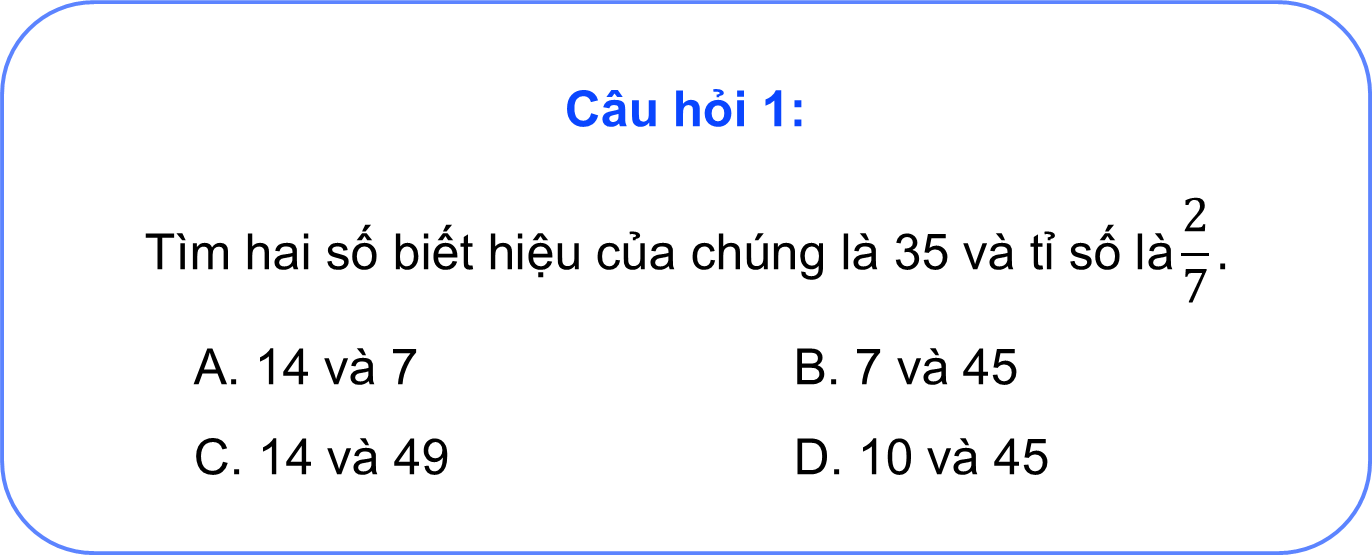 Câu hỏi 1:
Tìm hai số biết hiệu của chúng là 35 và tỉ số là 2/7.
A. 14 và 7
B. 7 và 45
C. 14 và 49
D. 10 và 45